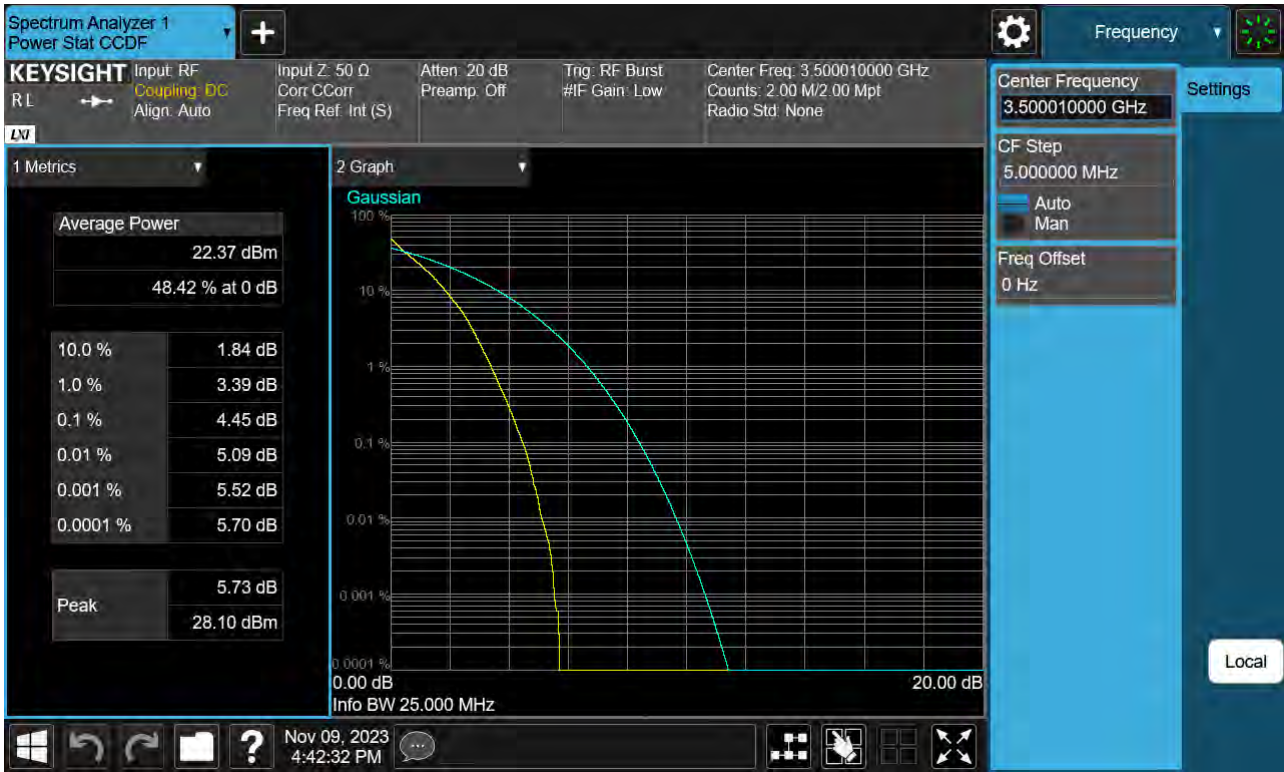 Spectrum Analyzer 1
Power Stat CCDF
+
Frequency
KEYSIGHT
RL
LXI
Input: RF
Coupling: DC
Align: Auto
Input Z: 50 Ω
Corr CCorr
Freq Ref: Int (S)
Atten: 20 dB
Preamp: Off
Trig: RF Burst
#IF Gain: Low
Center Freq: 3.500010000 GHz
Counts: 2.00 M/2.00 Mpt
Radio Std: None
Center Frequency
3.500010000 GHz
Settings
CF Step
5.000000 MHz
Auto
Man
Freq Offset
0 Hz
Local
1 Metrics
Average Power
22.37 dBm
48.42 % at 0 dB
10.0 % 1.84 dB
1.0 % 3.39 dB
0.1 % 4.45 dB
0.01 % 5.09 dB
0.001 % 5.52 dB
0.0001 % 5.70 dB
Peak
5.73 dB
28.10 dBm
2 Graph
Gaussian
100 %
10 %
1 %
0.1 %
0.01 %
0.001 %
0.0001 %
0.00 dB 20.00 dB
Info BW 25.000 MHz
?
Nov 09, 2023
4:42:32 PM